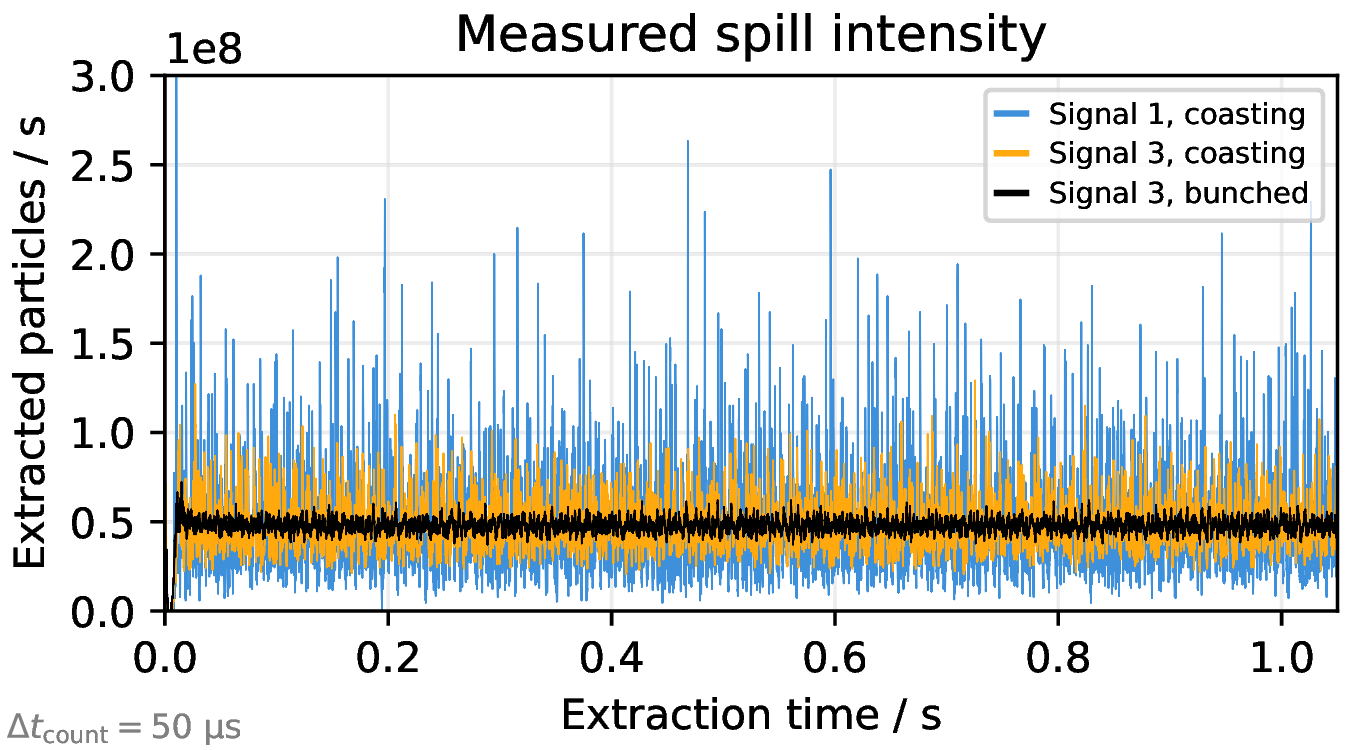 Measured spill intensity
1e8
3.0
2.5
2.0
1.5
1.0
0.5
0.0
Extracted particles / s
Signal 1, coasting
Signal 3, coasting
Signal 3, bunched
0.0 0.2 0.4 0.6 0.8 1.0
Extraction time / s
Δt_count = 50 µs